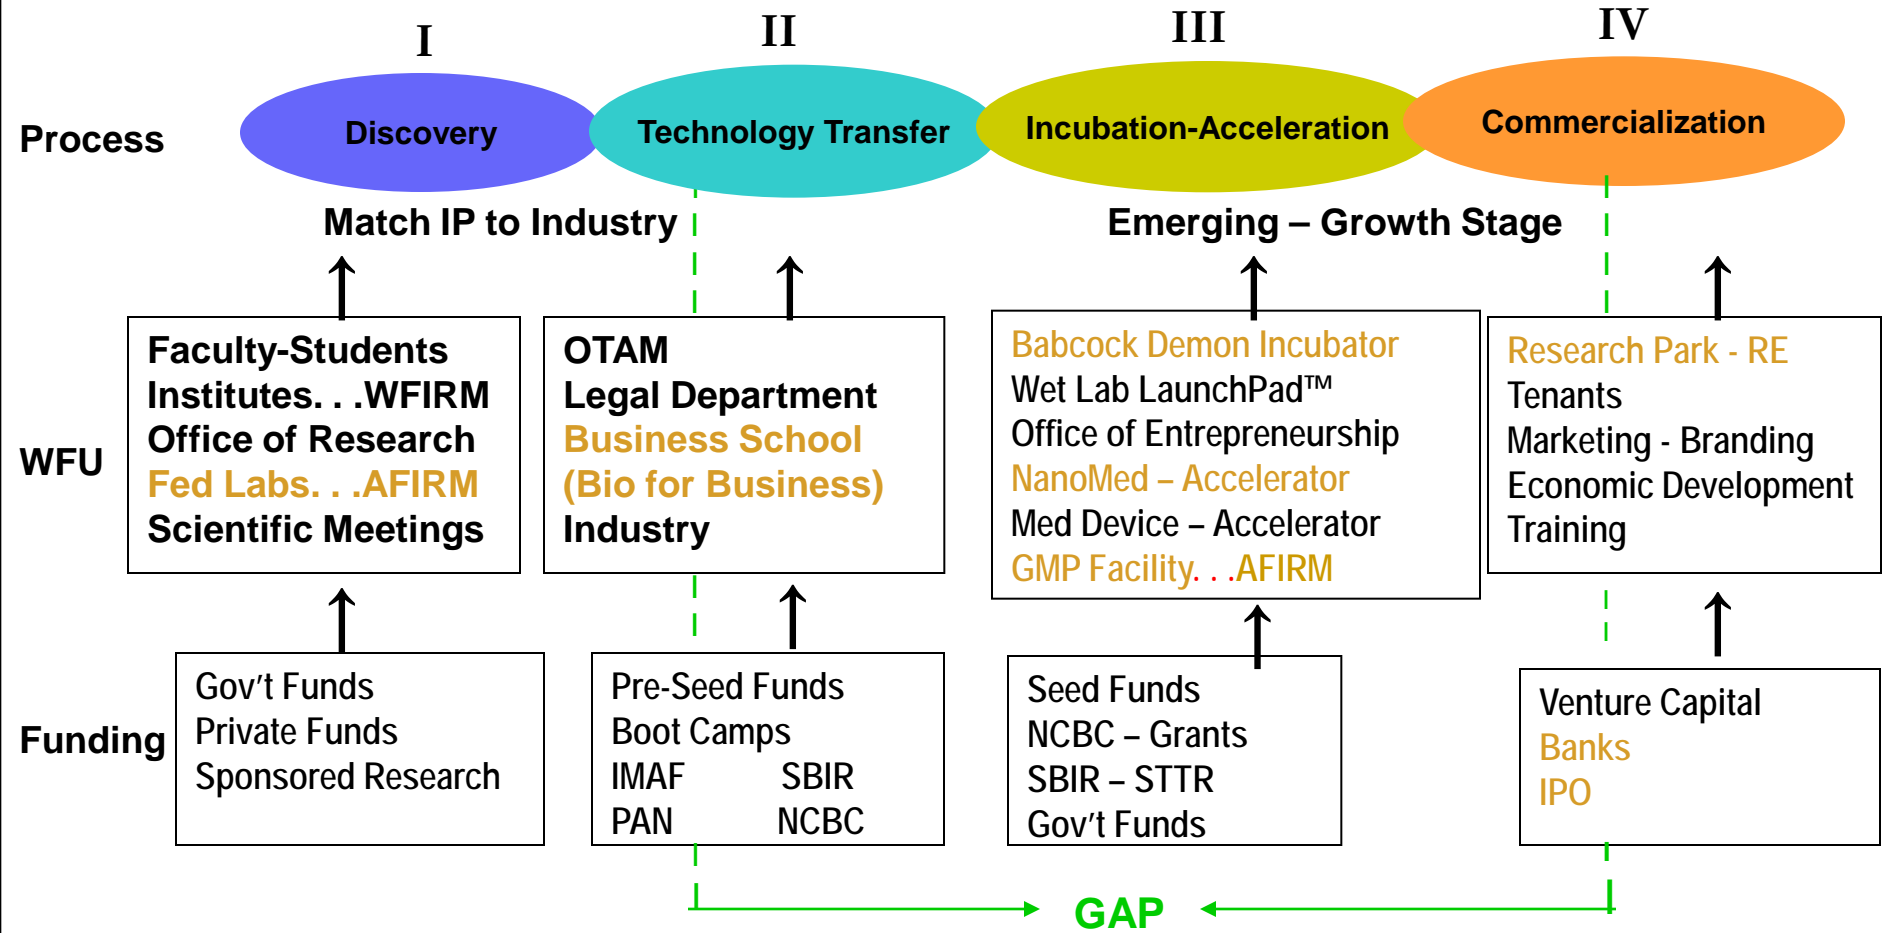 I
II
III
IV
Process
Discovery
Technology Transfer
Incubation-Acceleration
Commercialization
Match IP to Industry
Emerging – Growth Stage
WFU
Faculty-Students
Institutes. . .WFIRM
Office of Research
Fed Labs. . .AFIRM
Scientific Meetings
OTAM
Legal Department
Business School
(Bio for Business)
Industry
Babcock Demon Incubator
Wet Lab LaunchPad™
Office of Entrepreneurship
NanoMed – Accelerator
Med Device – Accelerator
GMP Facility. . .AFIRM
Research Park - RE
Tenants
Marketing - Branding
Economic Development
Training
Funding
Gov't Funds
Private Funds
Sponsored Research
Pre-Seed Funds
Boot Camps
IMAF SBIR
PAN NCBC
Seed Funds
NCBC – Grants
SBIR – STTR
Gov’t Funds
Venture Capital
Banks
IPO
GAP